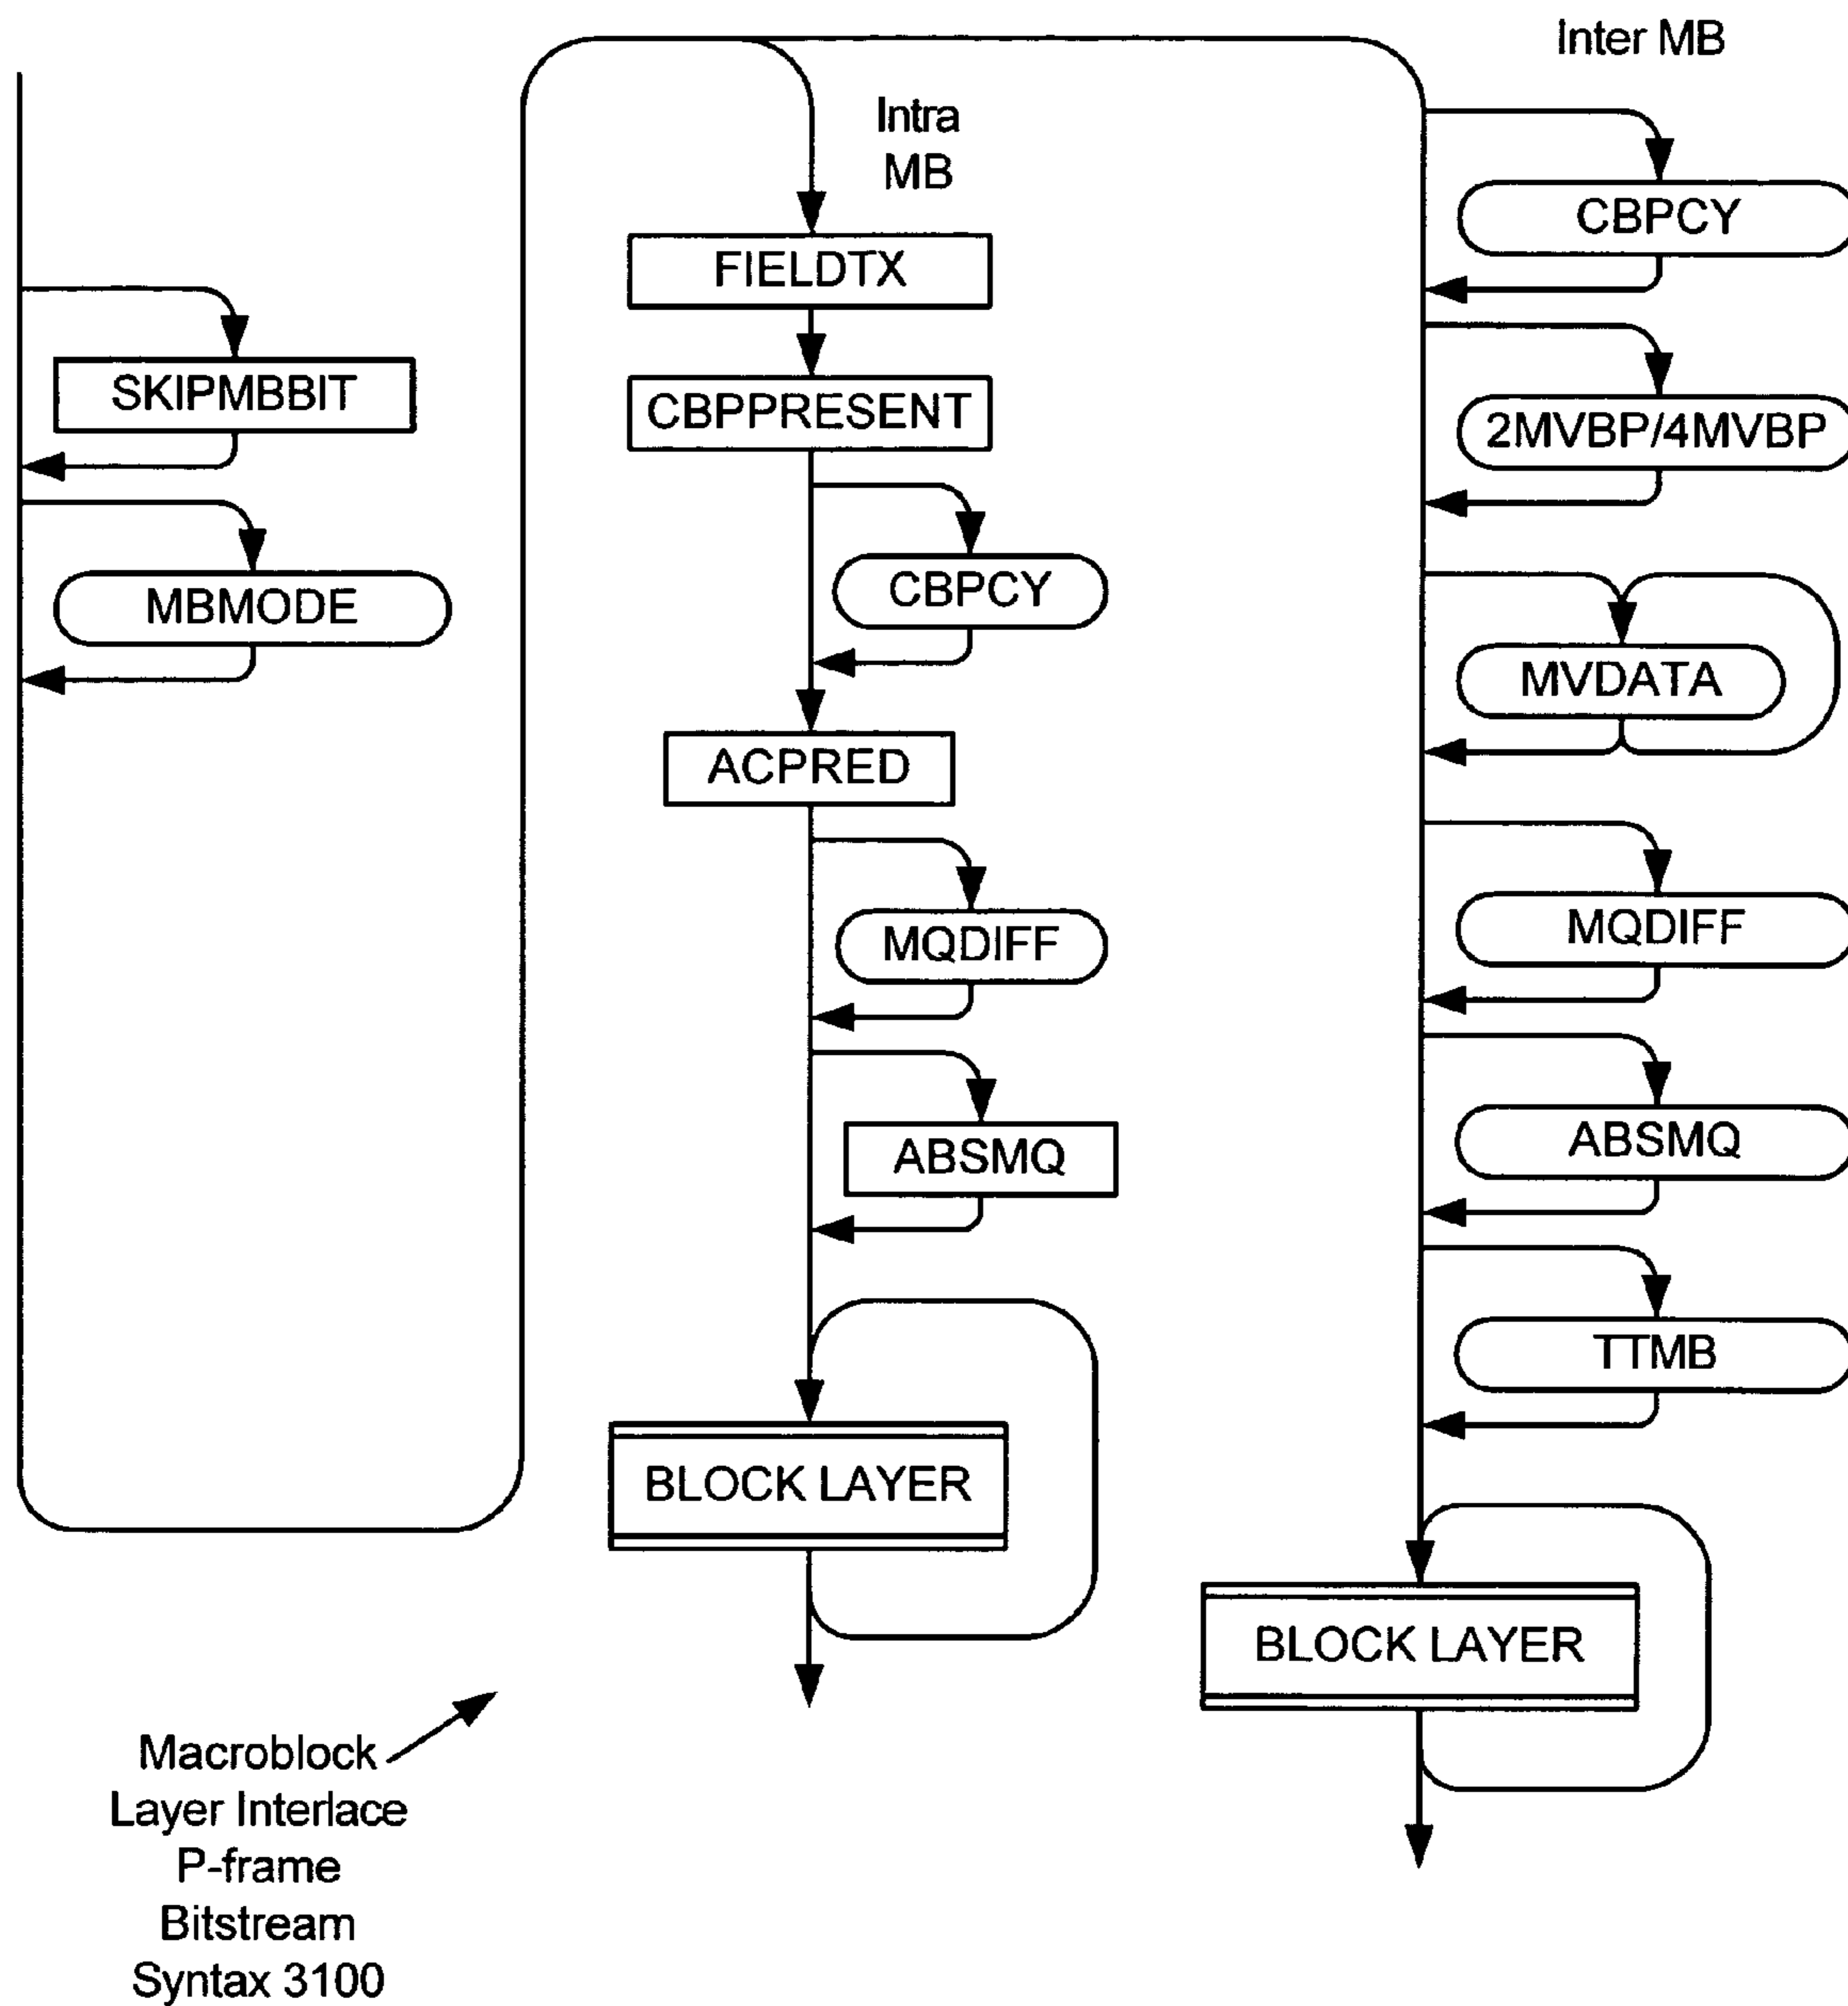 SKIPMBBIT
MBMODE
Intra
MB
FIELDTX
CBPPRESENT
CBPCY
ACPRED
MQDIFF
ABSMQ
BLOCK LAYER
Inter MB
CBPCY
2MVBP/4MVBP
MVDATA
MQDIFF
ABSMQ
TTMB
BLOCK LAYER
Macroblock
Layer Interlace
P-frame
Bitstream
Syntax 3100